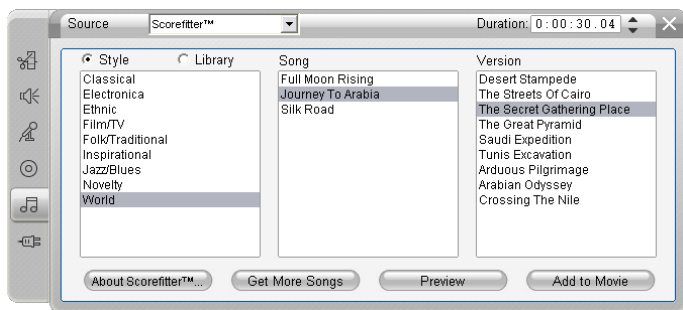 Source Scorefitter™ Duration: 0:00:30.04
Style Library Song Version
Classical
Electronica
Ethnic
Film/TV
Folk/Traditional
Inspirational
Jazz/Blues
Novelty
World
Full Moon Rising
Journey To Arabia
Silk Road
Desert Stampede
The Streets Of Cairo
The Secret Gathering Place
The Great Pyramid
Saudi Expedition
Tunis Excavation
Arduous Pilgrimage
Arabian Odyssey
Crossing The Nile
About Scorefitter™... Get More Songs Preview Add to Movie